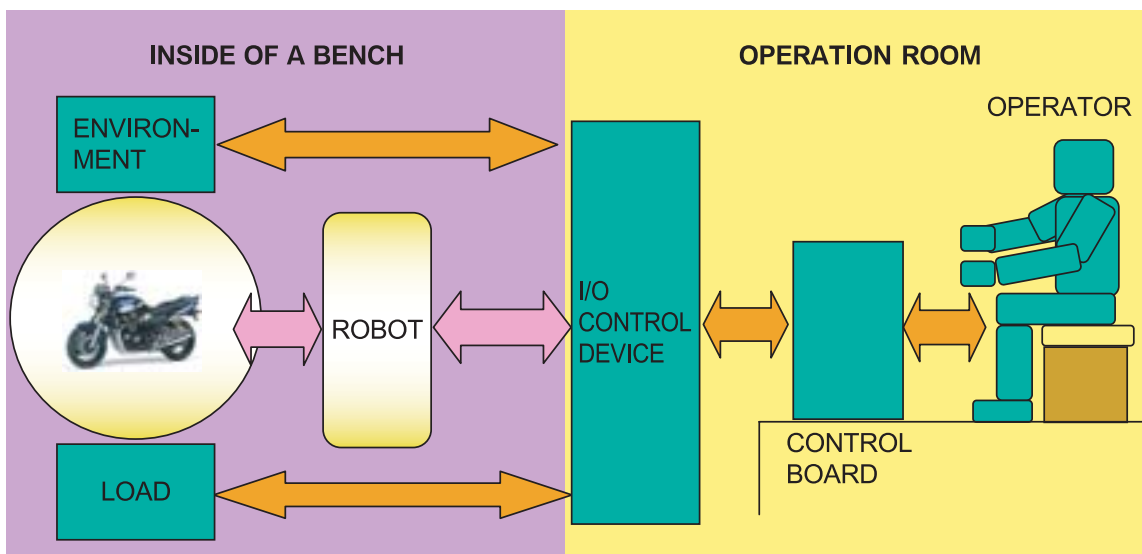 INSIDE OF A BENCH
OPERATION ROOM
ENVIRON-
MENT
OPERATOR
ROBOT
I/O
CONTROL
DEVICE
LOAD
CONTROL
BOARD